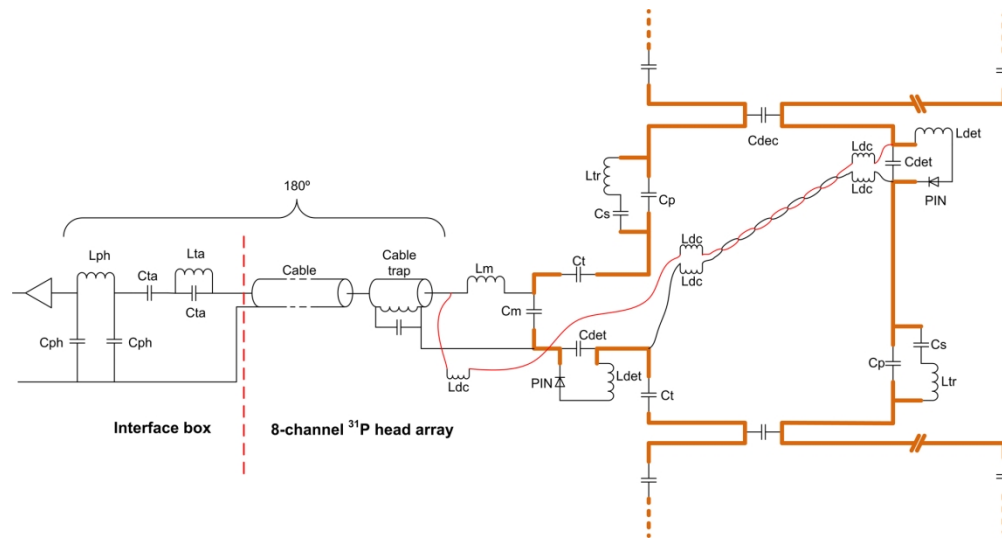 180º
Lph
Cta
Lta
Cta
Cph
Cph
Cable
Cable
trap
Lm
Cm
Ct
Ltr
Cs
Cp
Cdec
Ldc
Ldc
Ldc
Ldc
Cdet
Ldet
PIN
Cdet
PIN
Ldet
Ldc
Ct
Cs
Cp
Ltr
Interface box
8-channel ³¹P head array